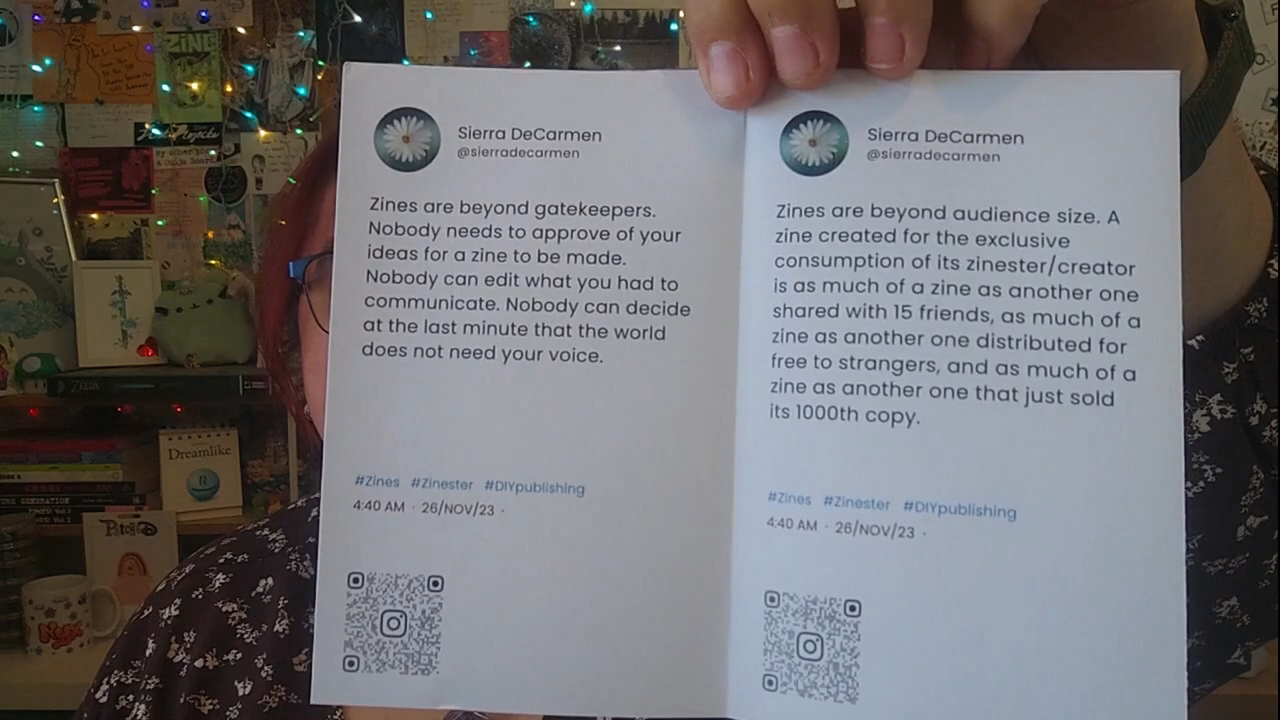 Sierra DeCarmen
@sierradecarmen
Zines are beyond gatekeepers.
Nobody needs to approve of your
ideas for a zine to be made.
Nobody can edit what you had to
communicate. Nobody can decide
at the last minute that the world
does not need your voice.
#Zines #Zinester #DIYpublishing
4:40 AM · 26/NOV/23 ·
Sierra DeCarmen
@sierradecarmen
Zines are beyond audience size. A
zine created for the exclusive
consumption of its zinester/creator
is as much of a zine as another one
shared with 15 friends, as much of a
zine as another one distributed for
free to strangers, and as much of a
zine as another one that just sold
its 1000th copy.
#Zines #Zinester #DIYpublishing
4:40 AM · 26/NOV/23 ·
ZINE
ZELDA
Dreamlike
GENERATION